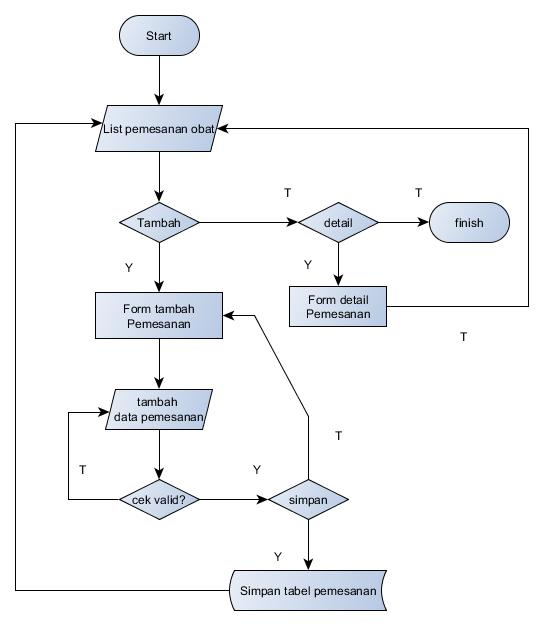 Start
List pemesanan obat
T
T
Tambah
detail
finish
Y
Y
Form tambah
Pemesanan
Form detail
Pemesanan
T
tambah
data pemesanan
T
T
Y
cek valid?
simpan
Y
Simpan tabel pemesanan